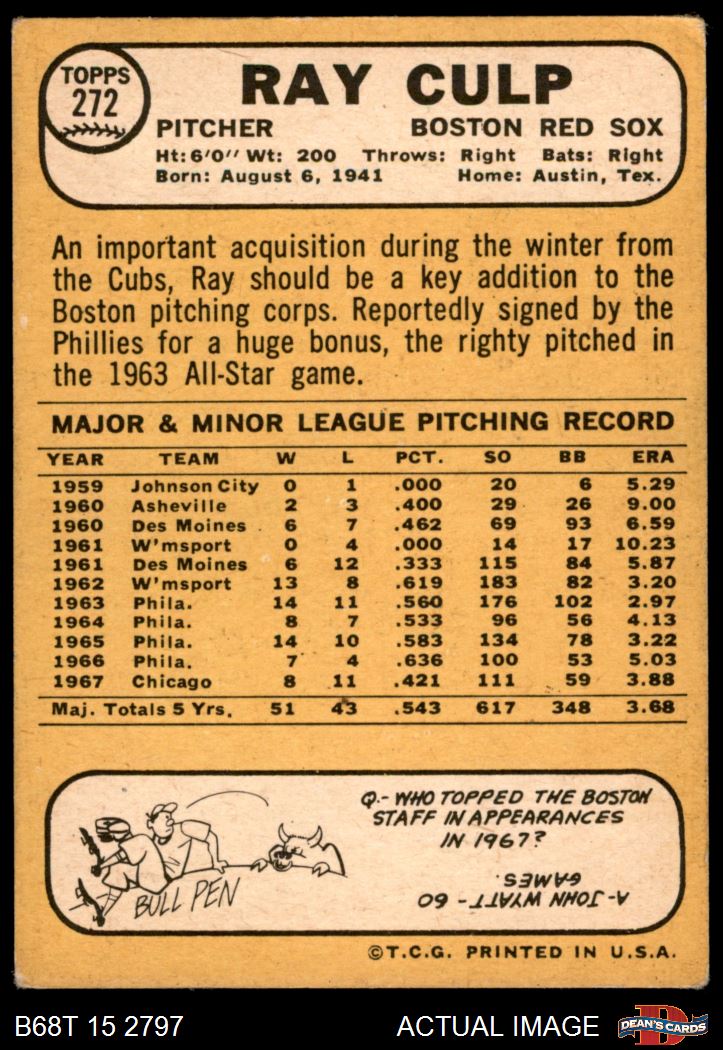 TOPPS
272
RAY CULP
PITCHER BOSTON RED SOX
Ht: 6'0" Wt: 200 Throws: Right Bats: Right
Born: August 6, 1941 Home: Austin, Tex.
An important acquisition during the winter from
the Cubs, Ray should be a key addition to the
Boston pitching corps. Reportedly signed by the
Phillies for a huge bonus, the righty pitched in
the 1963 All-Star game.
MAJOR & MINOR LEAGUE PITCHING RECORD
YEAR TEAM W L PCT. SO BB ERA
1959 Johnson City 0 1 .000 20 6 5.29
1960 Asheville 2 3 .400 29 26 9.00
1960 Des Moines 6 7 .462 69 93 6.59
1961 W'msport 0 4 .000 14 17 10.23
1961 Des Moines 6 12 .333 115 84 5.87
1962 W'msport 13 8 .619 183 82 3.20
1963 Phila. 14 11 .560 176 102 2.97
1964 Phila. 8 7 .533 96 56 4.13
1965 Phila. 14 10 .583 134 78 3.22
1966 Phila. 7 4 .636 100 53 5.03
1967 Chicago 8 11 .421 111 59 3.88
Maj. Totals 5 Yrs. 51 43 .543 617 348 3.68
Q.- WHO TOPPED THE BOSTON
STAFF IN APPEARANCES
IN 1967?
A- JOHN WYATT - 60
GAMES.
BULL PEN
©T.C.G. PRINTED IN U.S.A.
B68T 15 2797 ACTUAL IMAGE
D
DEAN'S CARDS